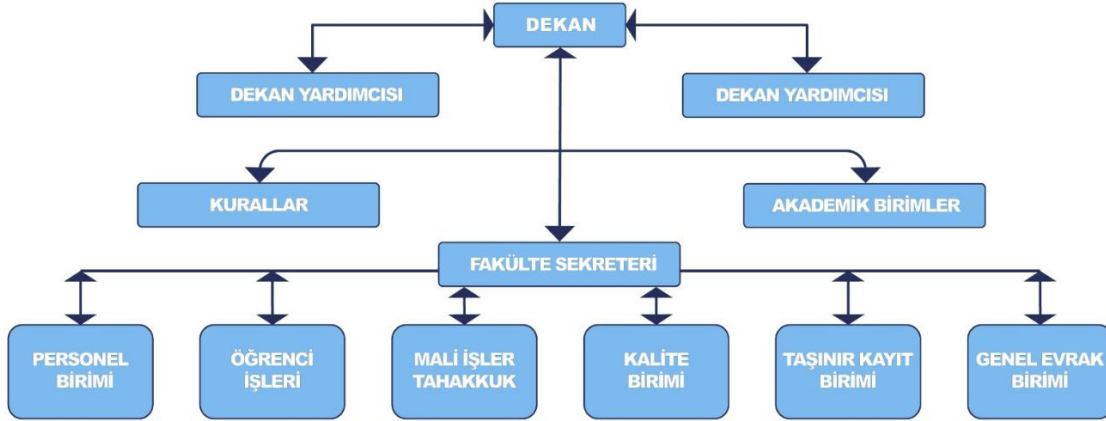 DEKAN
DEKAN YARDIMCISI
DEKAN YARDIMCISI
KURALLAR
AKADEMİK BİRİMLER
FAKÜLTE SEKRETERİ
PERSONEL
BİRİMİ
ÖĞRENCİ
İŞLERİ
MALİ İŞLER
TAHAKKUK
KALİTE
BİRİMİ
TAŞINIR KAYIT
BİRİMİ
GENEL EVRAK
BİRİMİ